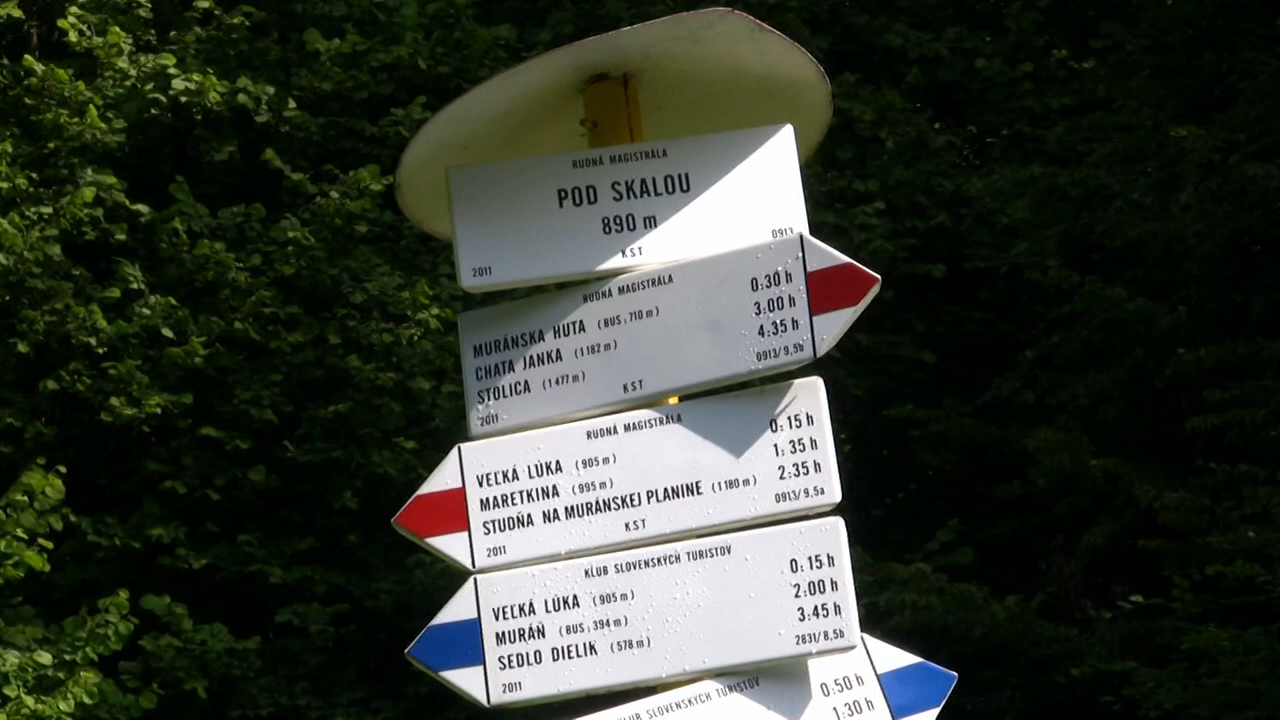 RUDNÁ MAGISTRÁLA
POD SKALOU
890 m
KST
2011 0913
RUDNÁ MAGISTRÁLA
MURÁNSKA HUTA (BUS, 710 m) 0:30 h
CHATA JANKA (1182 m) 3:00 h
STOLICA (1477 m) 4:35 h
2011 KST 0913/9,5b
RUDNÁ MAGISTRÁLA
VEĽKÁ LÚKA (905 m) 0:15 h
MARETKINA (995 m) 1:35 h
STUDŇA NA MURÁNSKEJ PLANINE (1180 m) 2:35 h
2011 KST 0913/9,5a
KLUB SLOVENSKÝCH TURISTOV
VEĽKÁ LÚKA (905 m) 0:15 h
MURÁŇ (BUS, 394 m) 2:00 h
SEDLO DIELIK (578 m) 3:45 h
2011 2831/8,5b
KLUB SLOVENSKÝCH TURISTOV
0:50 h
1:30 h